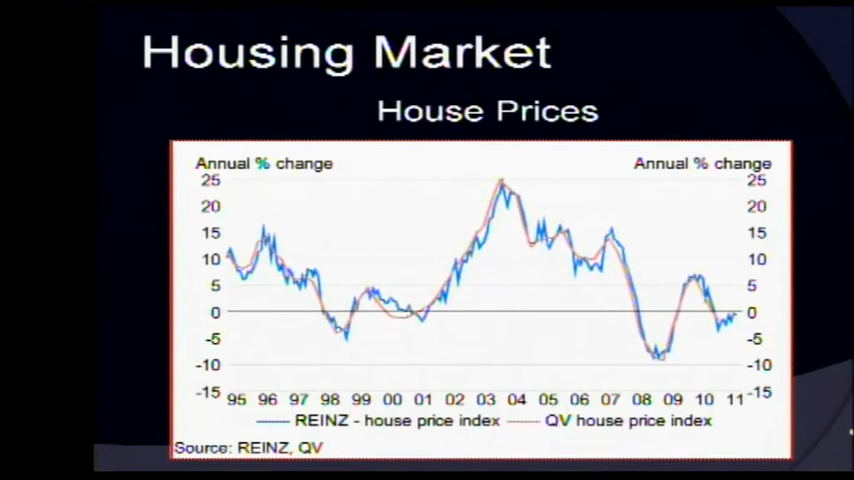 Housing Market
House Prices
Annual % change Annual % change
25 25
20 20
15 15
10 10
5 5
0 0
-5 -5
-10 -10
-15 -15
95 96 97 98 99 00 01 02 03 04 05 06 07 08 09 10 11
REINZ - house price index QV house price index
Source: REINZ, QV